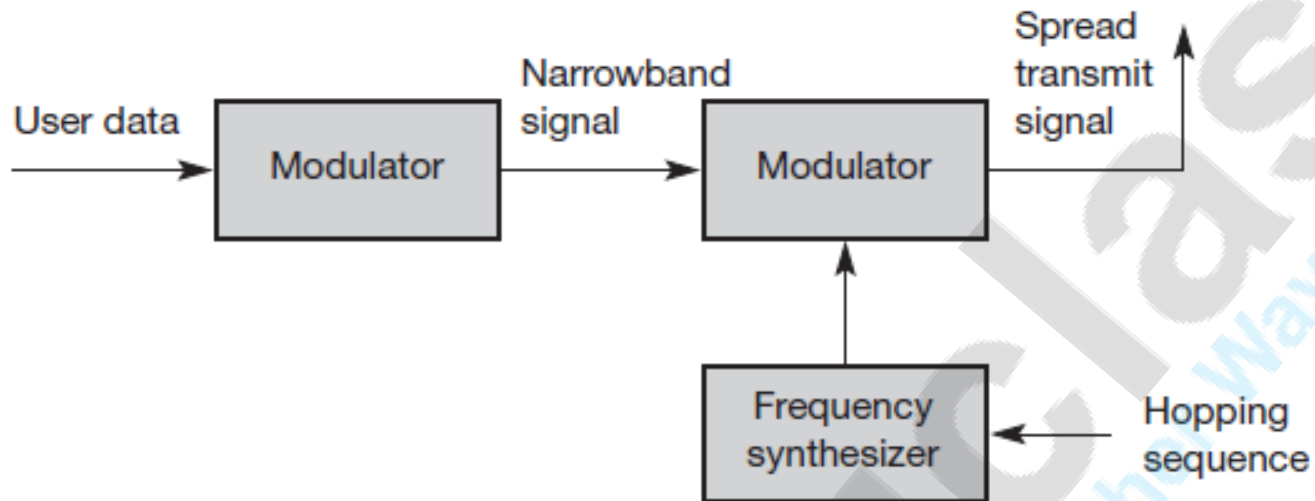 User data
Modulator
Narrowband
signal
Modulator
Spread
transmit
signal
Frequency
synthesizer
Hopping
sequence